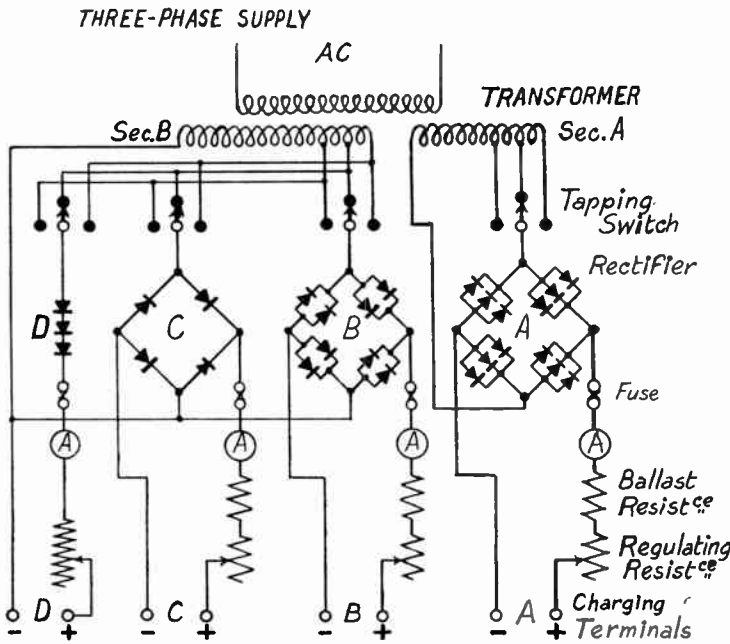 THREE-PHASE SUPPLY
AC
TRANSFORMER
Sec.B
Sec.A
Tapping
Switch
Rectifier
D
C
B
A
Fuse
A
A
A
A
Ballast
Resist.ce
Regulating
Resist.ce
D
C
B
A
Charging
Terminals
- + - + - + - +